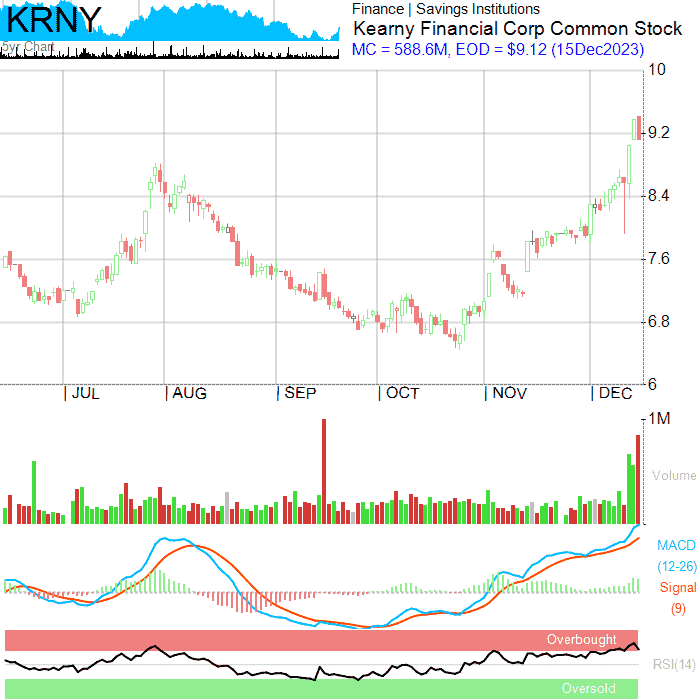 KRNY
5yr Chart
Finance | Savings Institutions
Kearny Financial Corp Common Stock
MC = 588.6M, EOD = $9.12 (15Dec2023)
10
9.2
8.4
7.6
6.8
6
| JUL | AUG | SEP | OCT | NOV | DEC
1M
Volume
MACD
(12-26)
Signal
(9)
Overbought
RSI(14)
Oversold